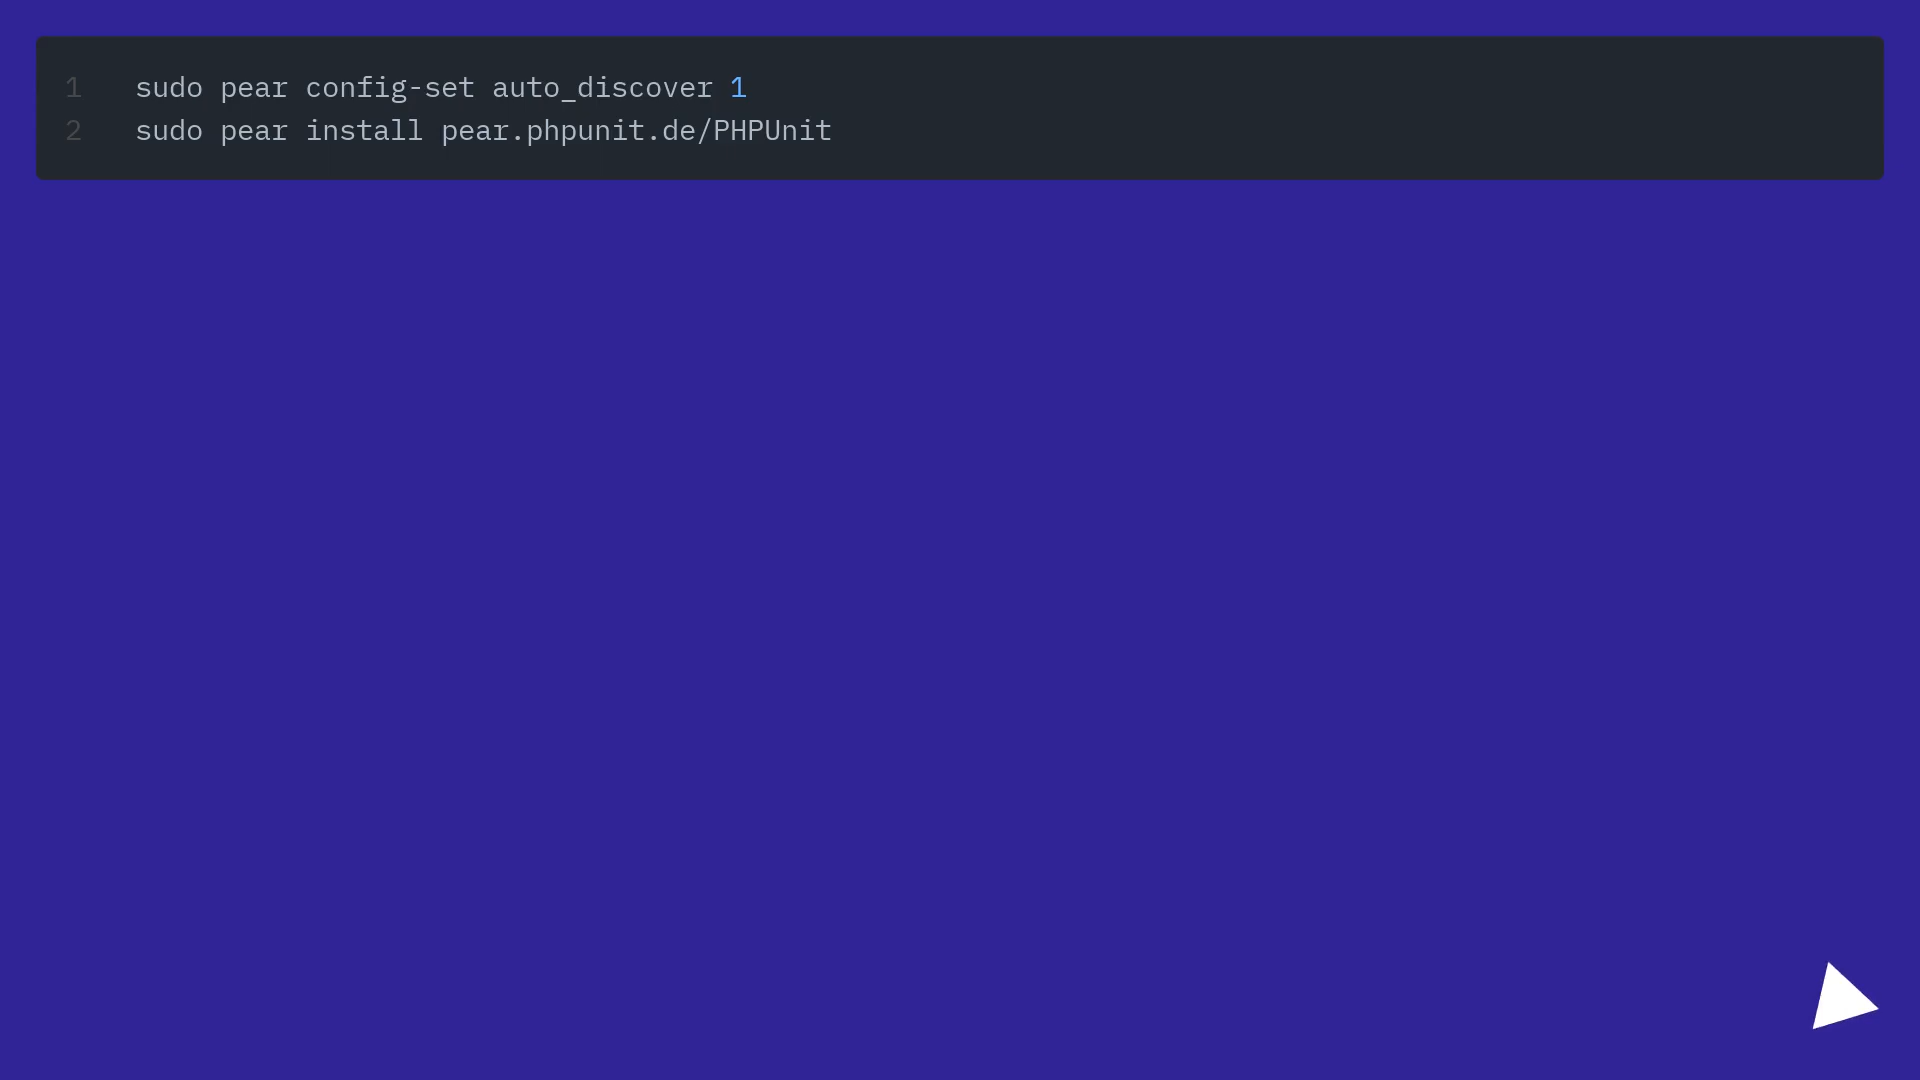 1 sudo pear config-set auto_discover 1
2 sudo pear install pear.phpunit.de/PHPUnit